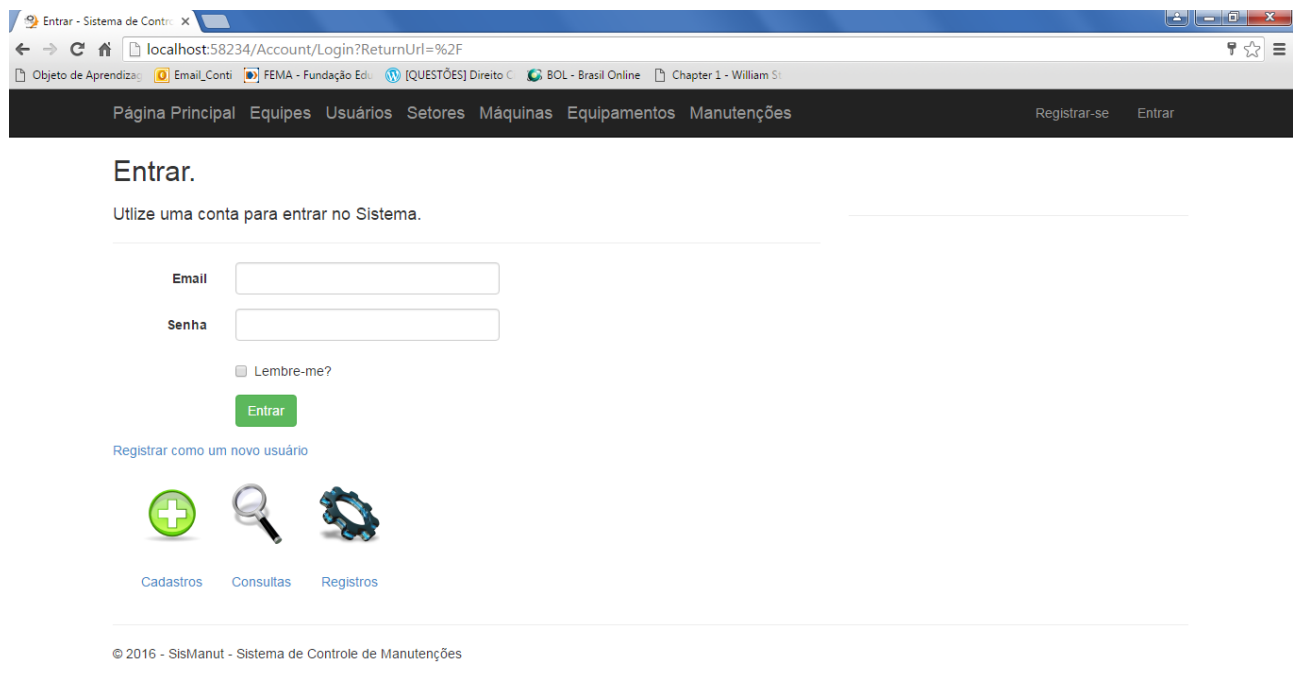 Entrar - Sistema de Contro
localhost:58234/Account/Login?ReturnUrl=%2F
Objeto de Aprendizag Email_Conti FEMA - Fundação Edu [QUESTÕES] Direito C BOL - Brasil Online Chapter 1 - William St
Página Principal Equipes Usuários Setores Máquinas Equipamentos Manutenções Registrar-se Entrar
Entrar.
Utlize uma conta para entrar no Sistema.
Email
Senha
Lembre-me?
Entrar
Registrar como um novo usuário
Cadastros Consultas Registros
© 2016 - SisManut - Sistema de Controle de Manutenções